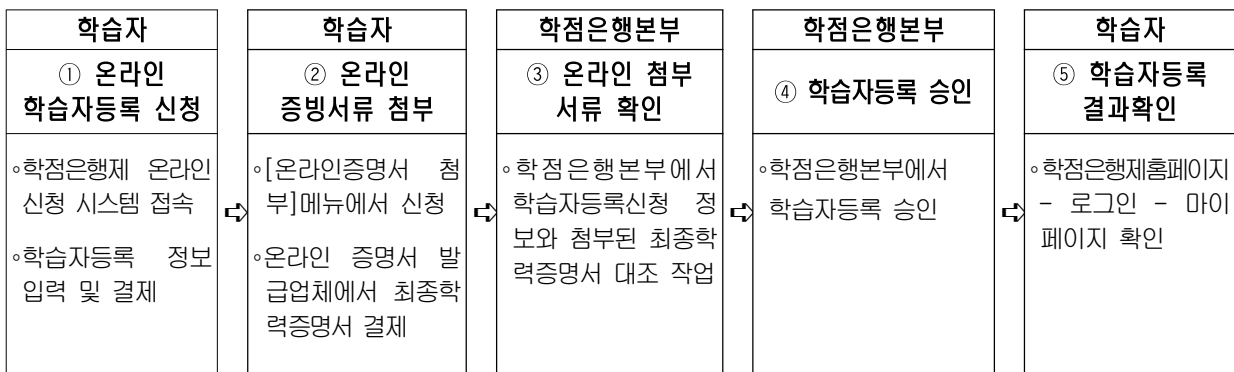 학습자
① 온라인
학습자등록 신청
◦학점은행제 온라인
신청 시스템 접속
◦학습자등록 정보
입력 및 결제
학습자
② 온라인
증빙서류 첨부
◦[온라인증명서 첨
부]메뉴에서 신청
◦온라인 증명서 발
급업체에서 최종학
력증명서 결제
학점은행본부
③ 온라인 첨부
서류 확인
◦학점은행본부에서
학습자등록신청 정
보와 첨부된 최종학
력증명서 대조 작업
학점은행본부
④ 학습자등록 승인
◦학점은행본부에서
학습자등록 승인
학습자
⑤ 학습자등록
결과확인
◦학점은행제홈페이지
- 로그인 - 마이
페이지 확인